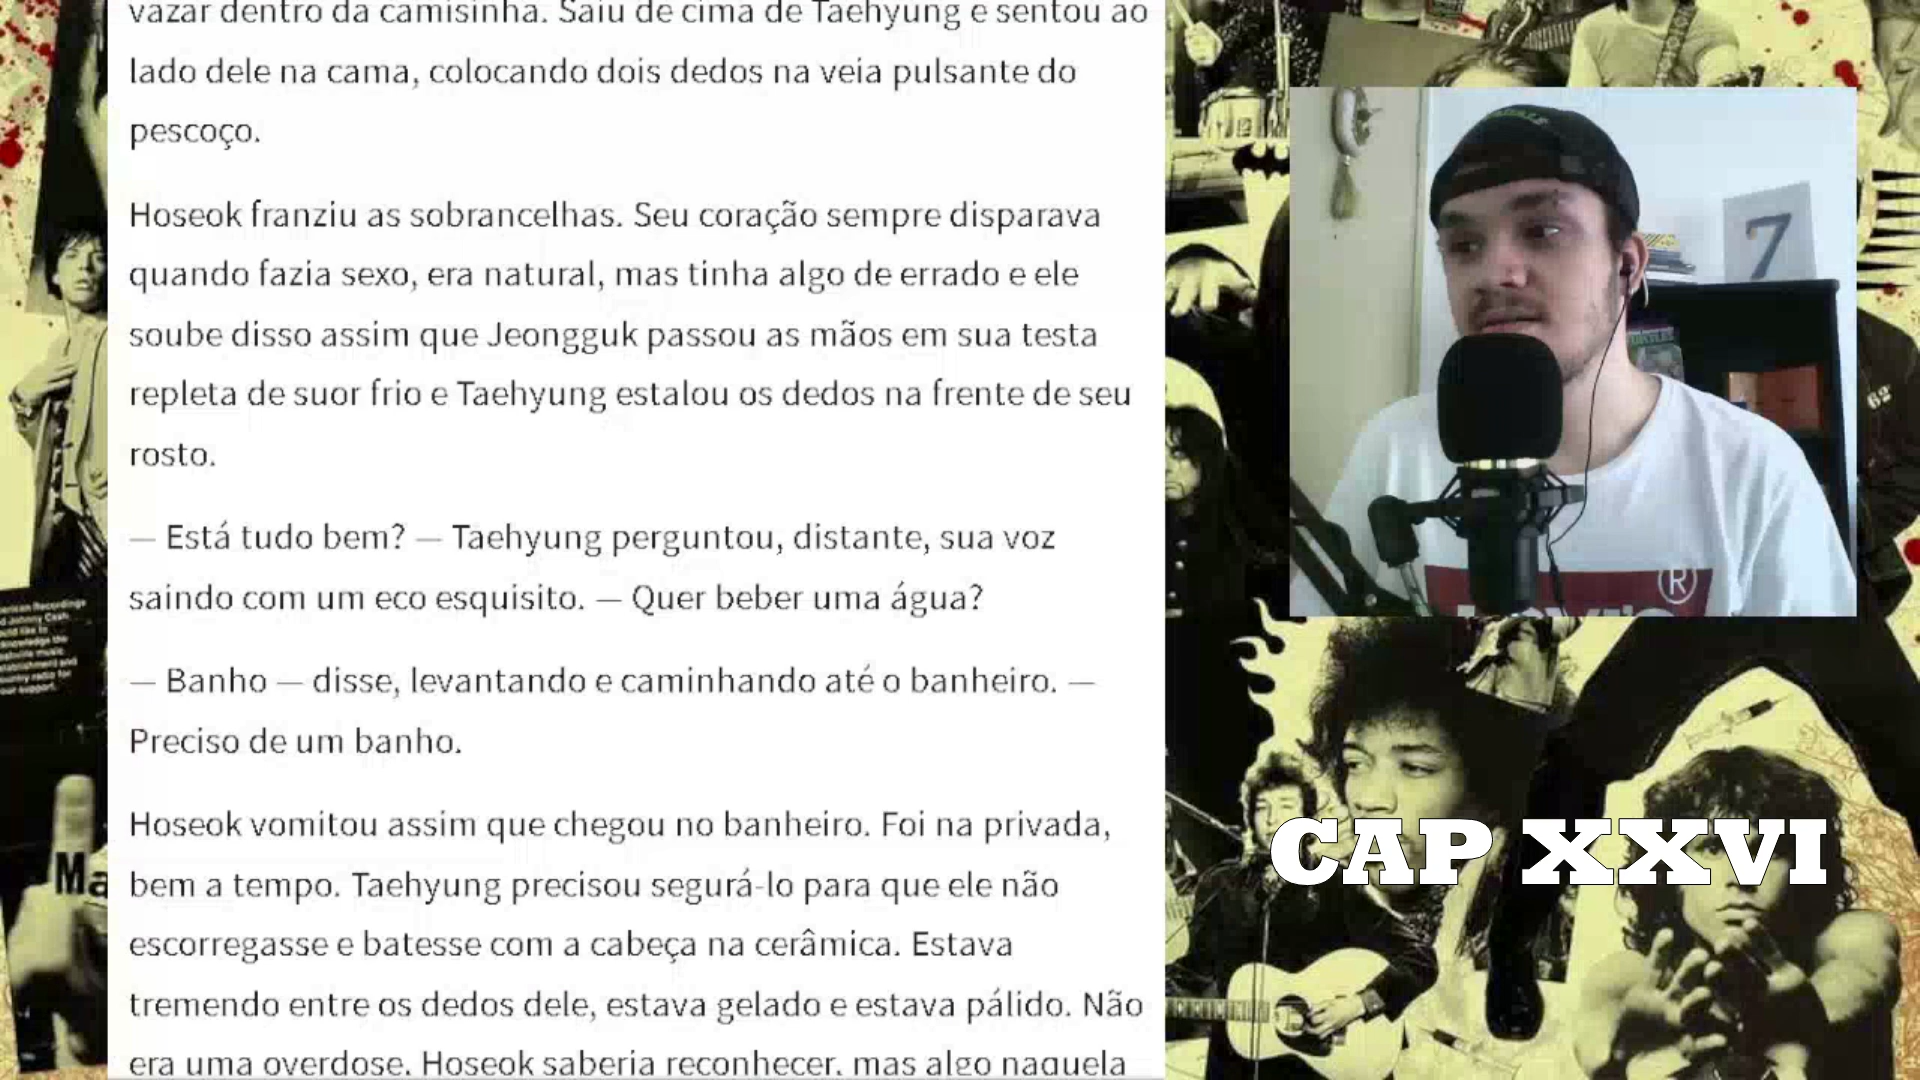 vazar dentro da camisinha. Saiu de cima de Taehyung e sentou ao
lado dele na cama, colocando dois dedos na veia pulsante do
pescoço.
Hoseok franziu as sobrancelhas. Seu coração sempre disparava
quando fazia sexo, era natural, mas tinha algo de errado e ele
soube disso assim que Jeongguk passou as mãos em sua testa
repleta de suor frio e Taehyung estalou os dedos na frente de seu
rosto.
— Está tudo bem? — Taehyung perguntou, distante, sua voz
saindo com um eco esquisito. — Quer beber uma água?
— Banho — disse, levantando e caminhando até o banheiro. —
Preciso de um banho.
Hoseok vomitou assim que chegou no banheiro. Foi na privada,
bem a tempo. Taehyung precisou segurá-lo para que ele não
escorregasse e batesse com a cabeça na cerâmica. Estava
tremendo entre os dedos dele, estava gelado e estava pálido. Não
era uma overdose. Hoseok saberia reconhecer, mas algo naquela
7
®
62
CAP XXVI
Ma